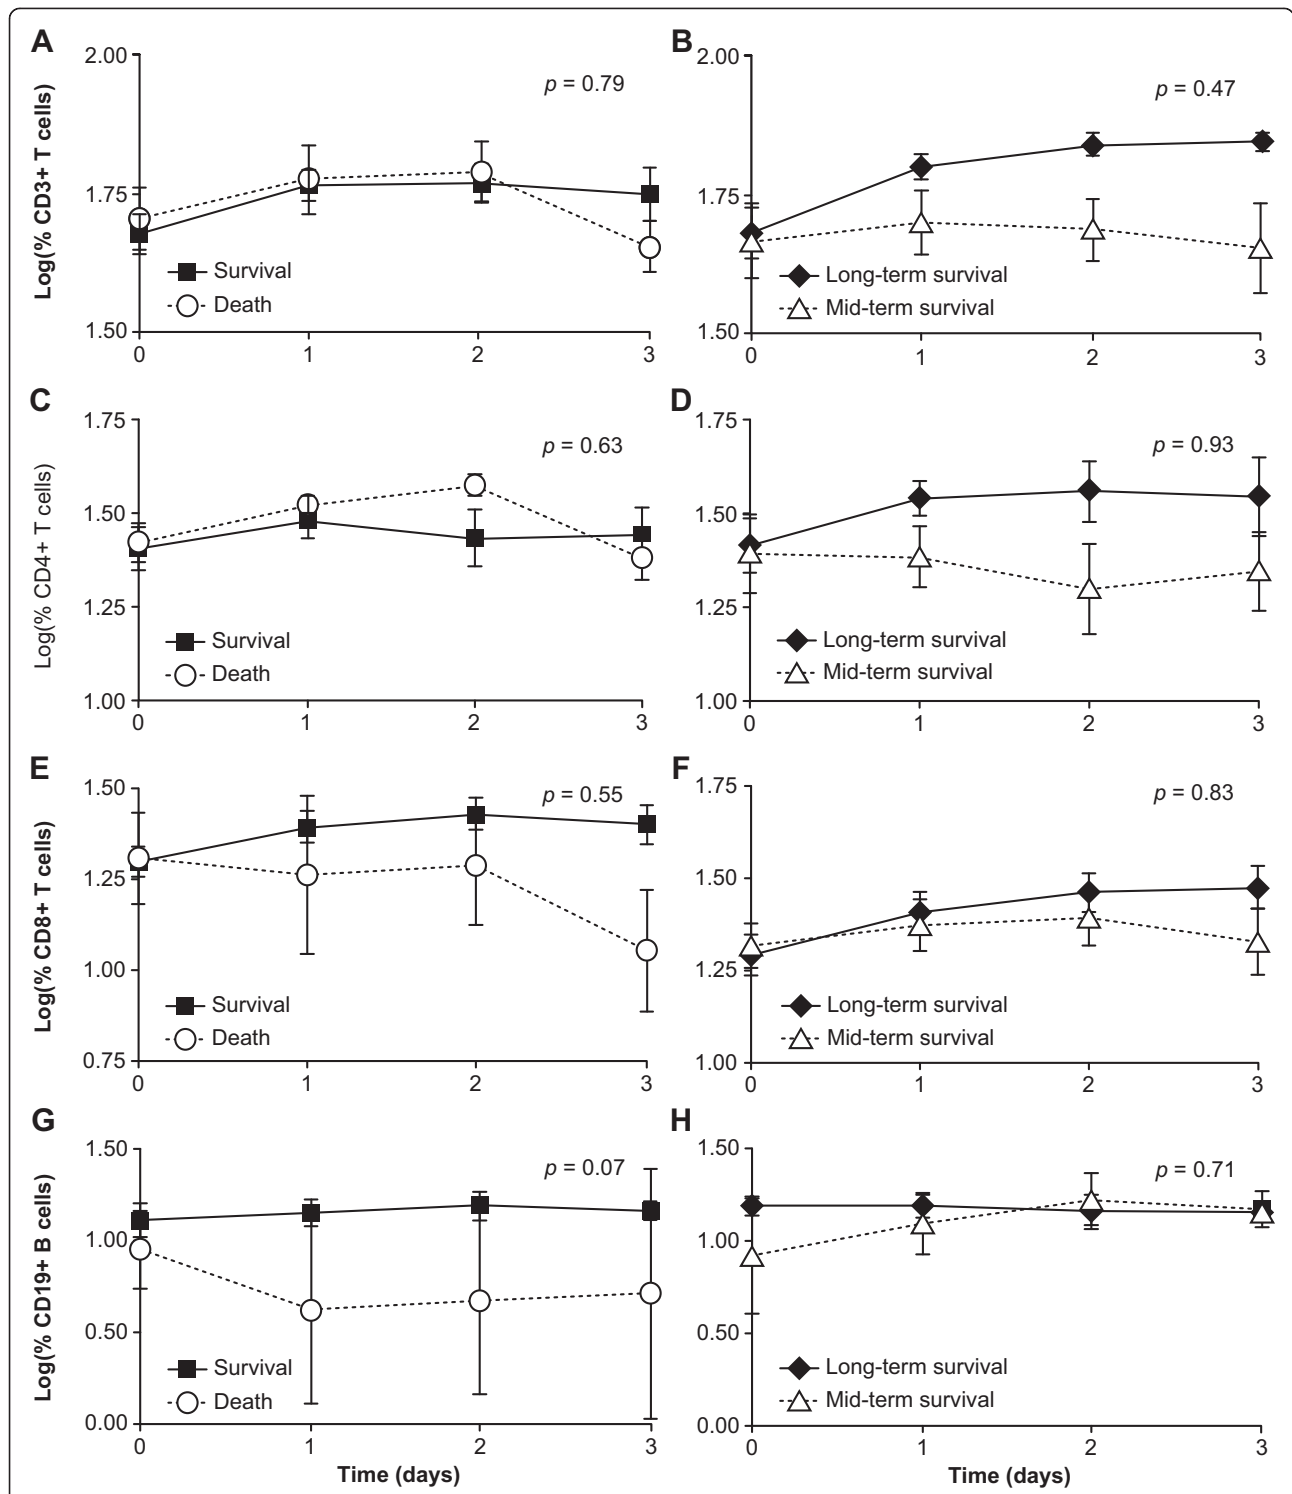 A
2.00
1.75
1.50
Log(% CD3+ T cells)
p = 0.79
Survival
Death
0 1 2 3
B
2.00
1.75
1.50
p = 0.47
Long-term survival
Mid-term survival
0 1 2 3
C
1.75
1.50
1.25
1.00
Log(% CD4+ T cells)
p = 0.63
Survival
Death
0 1 2 3
D
1.75
1.50
1.25
1.00
p = 0.93
Long-term survival
Mid-term survival
0 1 2 3
E
1.50
1.25
1.00
0.75
Log(% CD8+ T cells)
p = 0.55
Survival
Death
0 1 2 3
F
1.75
1.50
1.25
1.00
p = 0.83
Long-term survival
Mid-term survival
0 1 2 3
G
1.50
1.00
0.50
0.00
Log(% CD19+ B cells)
p = 0.07
Survival
Death
0 1 2 3
Time (days)
H
1.50
1.00
0.50
0.00
p = 0.71
Long-term survival
Mid-term survival
0 1 2 3
Time (days)